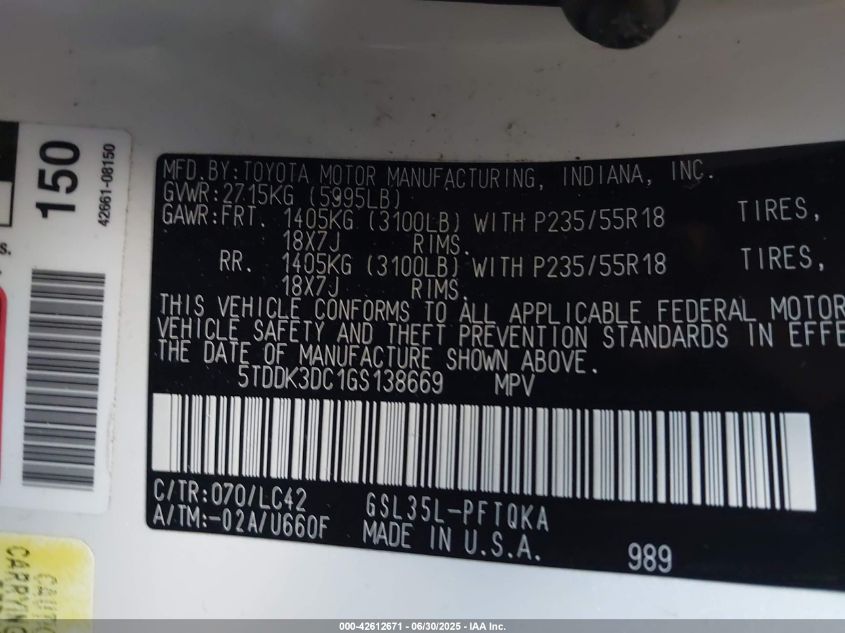 MFD.BY:TOYOTA MOTOR MANUFACTURING, INDIANA, INC.
GVWR:2715KG (5995LB)
GAWR:FRT. 1405KG (3100LB) WITH P235/55R18 TIRES,
18X7J RIMS.
RR. 1405KG (3100LB) WITH P235/55R18 TIRES,
18X7J RIMS.
THIS VEHICLE CONFORMS TO ALL APPLICABLE FEDERAL MOTOR
VEHICLE SAFETY AND THEFT PREVENTION STANDARDS IN EFFE
THE DATE OF MANUFACTURE SHOWN ABOVE.
5TDDK3DC1GS138669 MPV
C/TR:070/LC42 GSL35L-PFTQKA
A/TM:-02A/U660F MADE IN U.S.A. 989
150
42661-08150
s.
CAUT
CARRYING
000-42612671 - 06/30/2025 - IAA Inc.